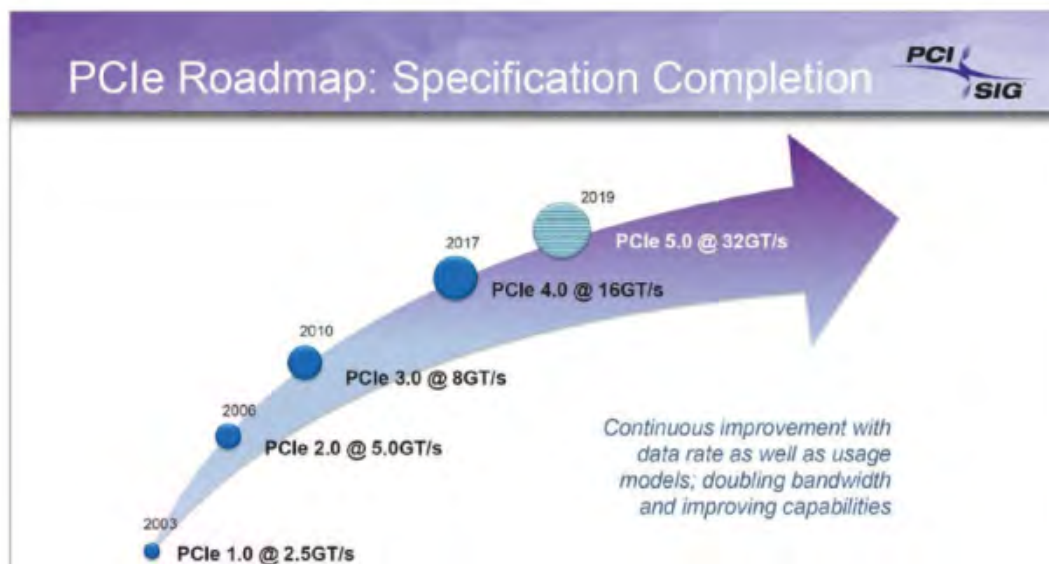 PCIe Roadmap: Specification Completion
PCI
SIG
2019
PCIe 5.0 @ 32GT/s
2017
PCIe 4.0 @ 16GT/s
2010
PCIe 3.0 @ 8GT/s
2006
PCIe 2.0 @ 5.0GT/s
Continuous improvement with
data rate as well as usage
models; doubling bandwidth
and improving capabilities
2003
PCIe 1.0 @ 2.5GT/s